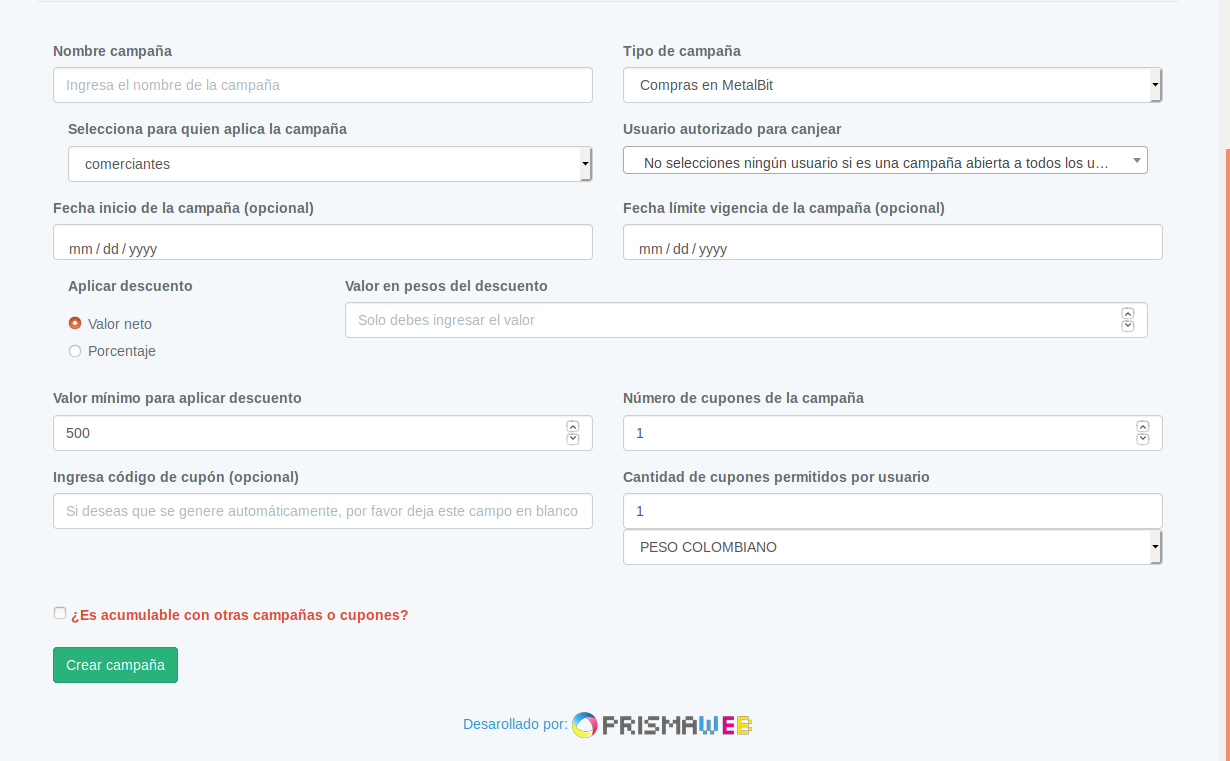 Nombre campaña
Tipo de campaña
Ingresa el nombre de la campaña
Compras en MetalBit
Selecciona para quien aplica la campaña
Usuario autorizado para canjear
comerciantes
No selecciones ningún usuario si es una campaña abierta a todos los u…
Fecha inicio de la campaña (opcional)
Fecha límite vigencia de la campaña (opcional)
mm / dd / yyyy
mm / dd / yyyy
Aplicar descuento
Valor en pesos del descuento
Valor neto
Solo debes ingresar el valor
Porcentaje
Valor mínimo para aplicar descuento
Número de cupones de la campaña
500
1
Ingresa código de cupón (opcional)
Cantidad de cupones permitidos por usuario
Si deseas que se genere automáticamente, por favor deja este campo en blanco
1
PESO COLOMBIANO
¿Es acumulable con otras campañas o cupones?
Crear campaña
Desarollado por: PRISMAWEB